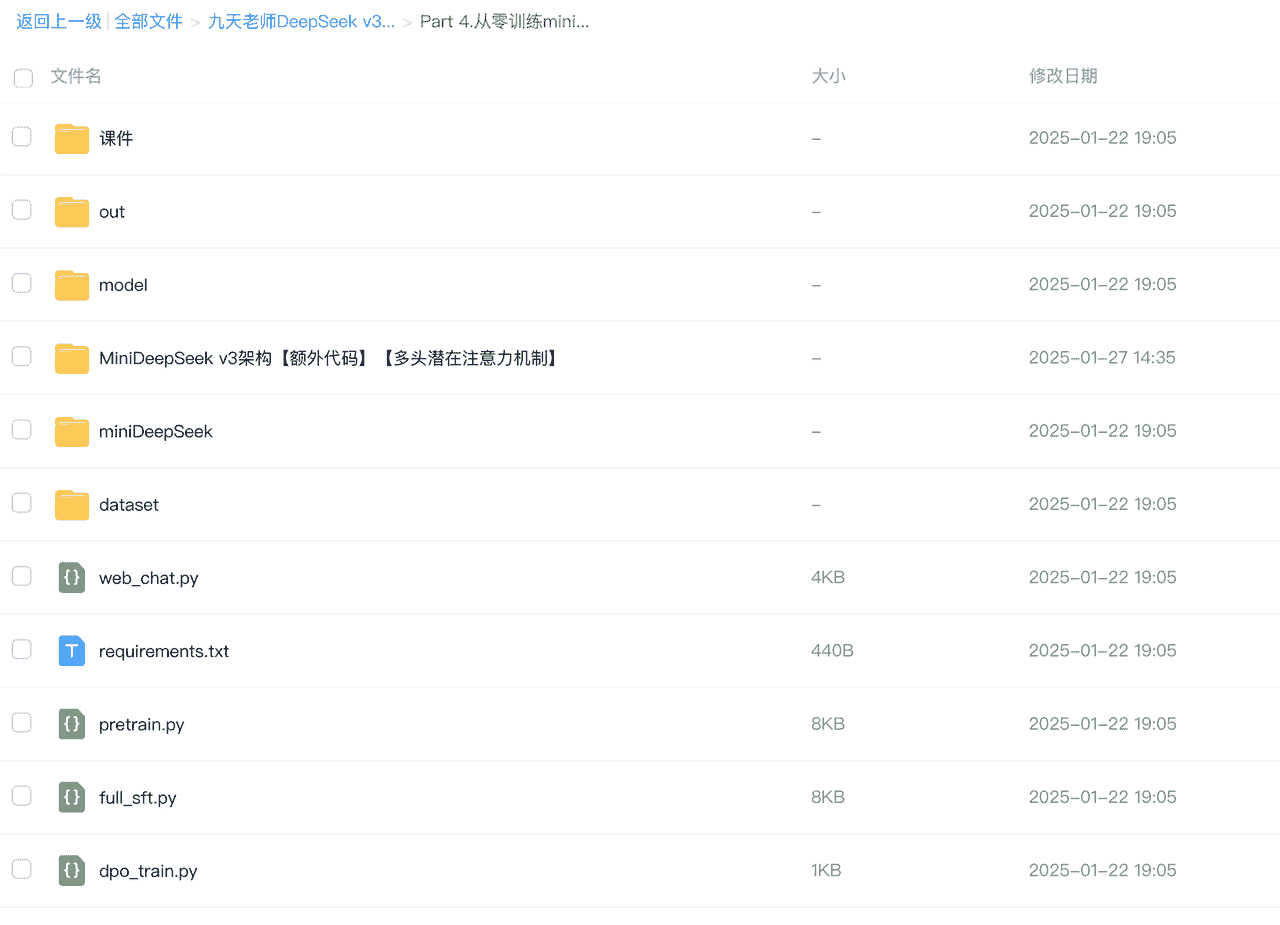 返回上一级 | 全部文件 > 九天老师DeepSeek v3... > Part 4.从零训练mini...
文件名 大小 修改日期
课件 – 2025-01-22 19:05
out – 2025-01-22 19:05
model – 2025-01-22 19:05
MiniDeepSeek v3架构【额外代码】【多头潜在注意力机制】 – 2025-01-27 14:35
miniDeepSeek – 2025-01-22 19:05
dataset – 2025-01-22 19:05
web_chat.py 4KB 2025-01-22 19:05
T requirements.txt 440B 2025-01-22 19:05
pretrain.py 8KB 2025-01-22 19:05
full_sft.py 8KB 2025-01-22 19:05
dpo_train.py 1KB 2025-01-22 19:05